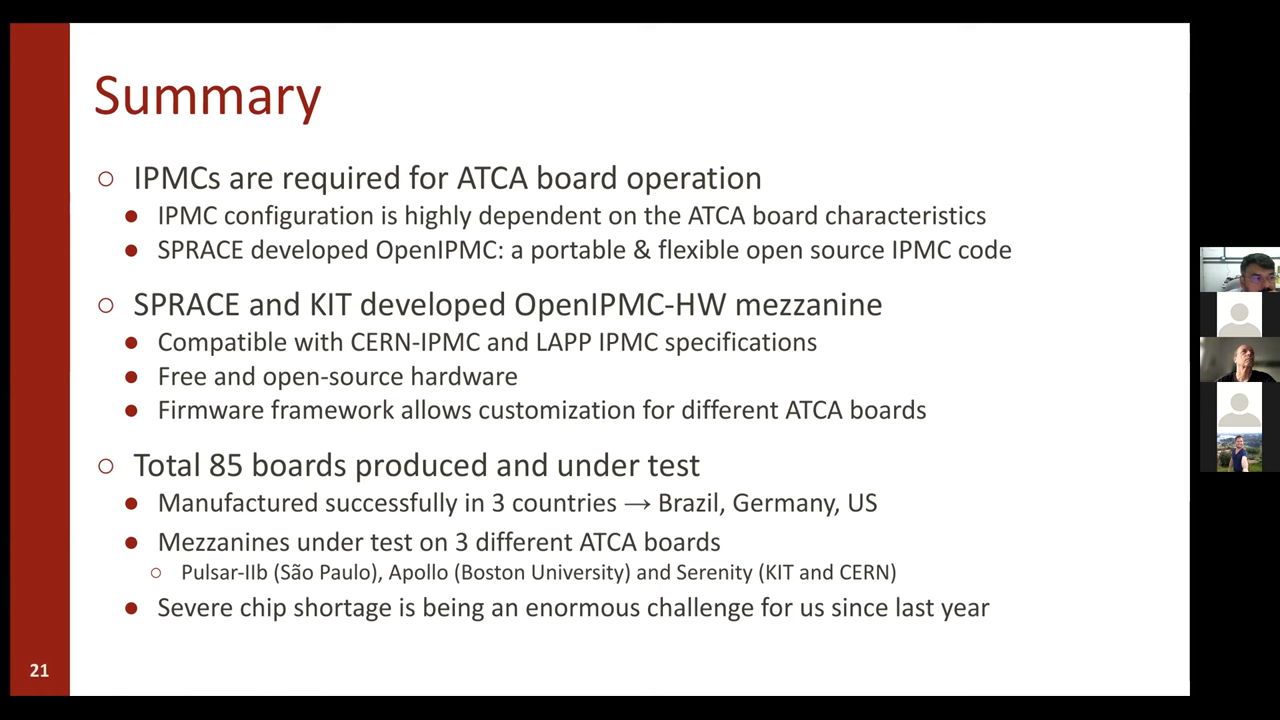 Summary
○ IPMCs are required for ATCA board operation
● IPMC configuration is highly dependent on the ATCA board characteristics
● SPRACE developed OpenIPMC: a portable & flexible open source IPMC code
○ SPRACE and KIT developed OpenIPMC-HW mezzanine
● Compatible with CERN-IPMC and LAPP IPMC specifications
● Free and open-source hardware
● Firmware framework allows customization for different ATCA boards
○ Total 85 boards produced and under test
● Manufactured successfully in 3 countries → Brazil, Germany, US
● Mezzanines under test on 3 different ATCA boards
○ Pulsar-IIb (São Paulo), Apollo (Boston University) and Serenity (KIT and CERN)
● Severe chip shortage is being an enormous challenge for us since last year
21